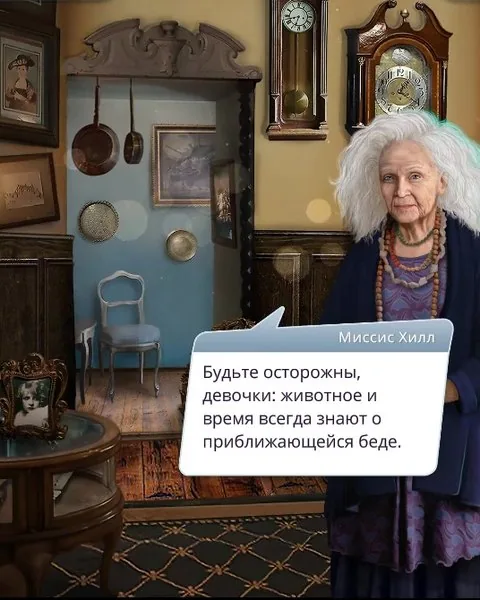 Миссис Хилл
Будьте осторожны,
девочки: животное и
время всегда знают о
приближающейся беде.